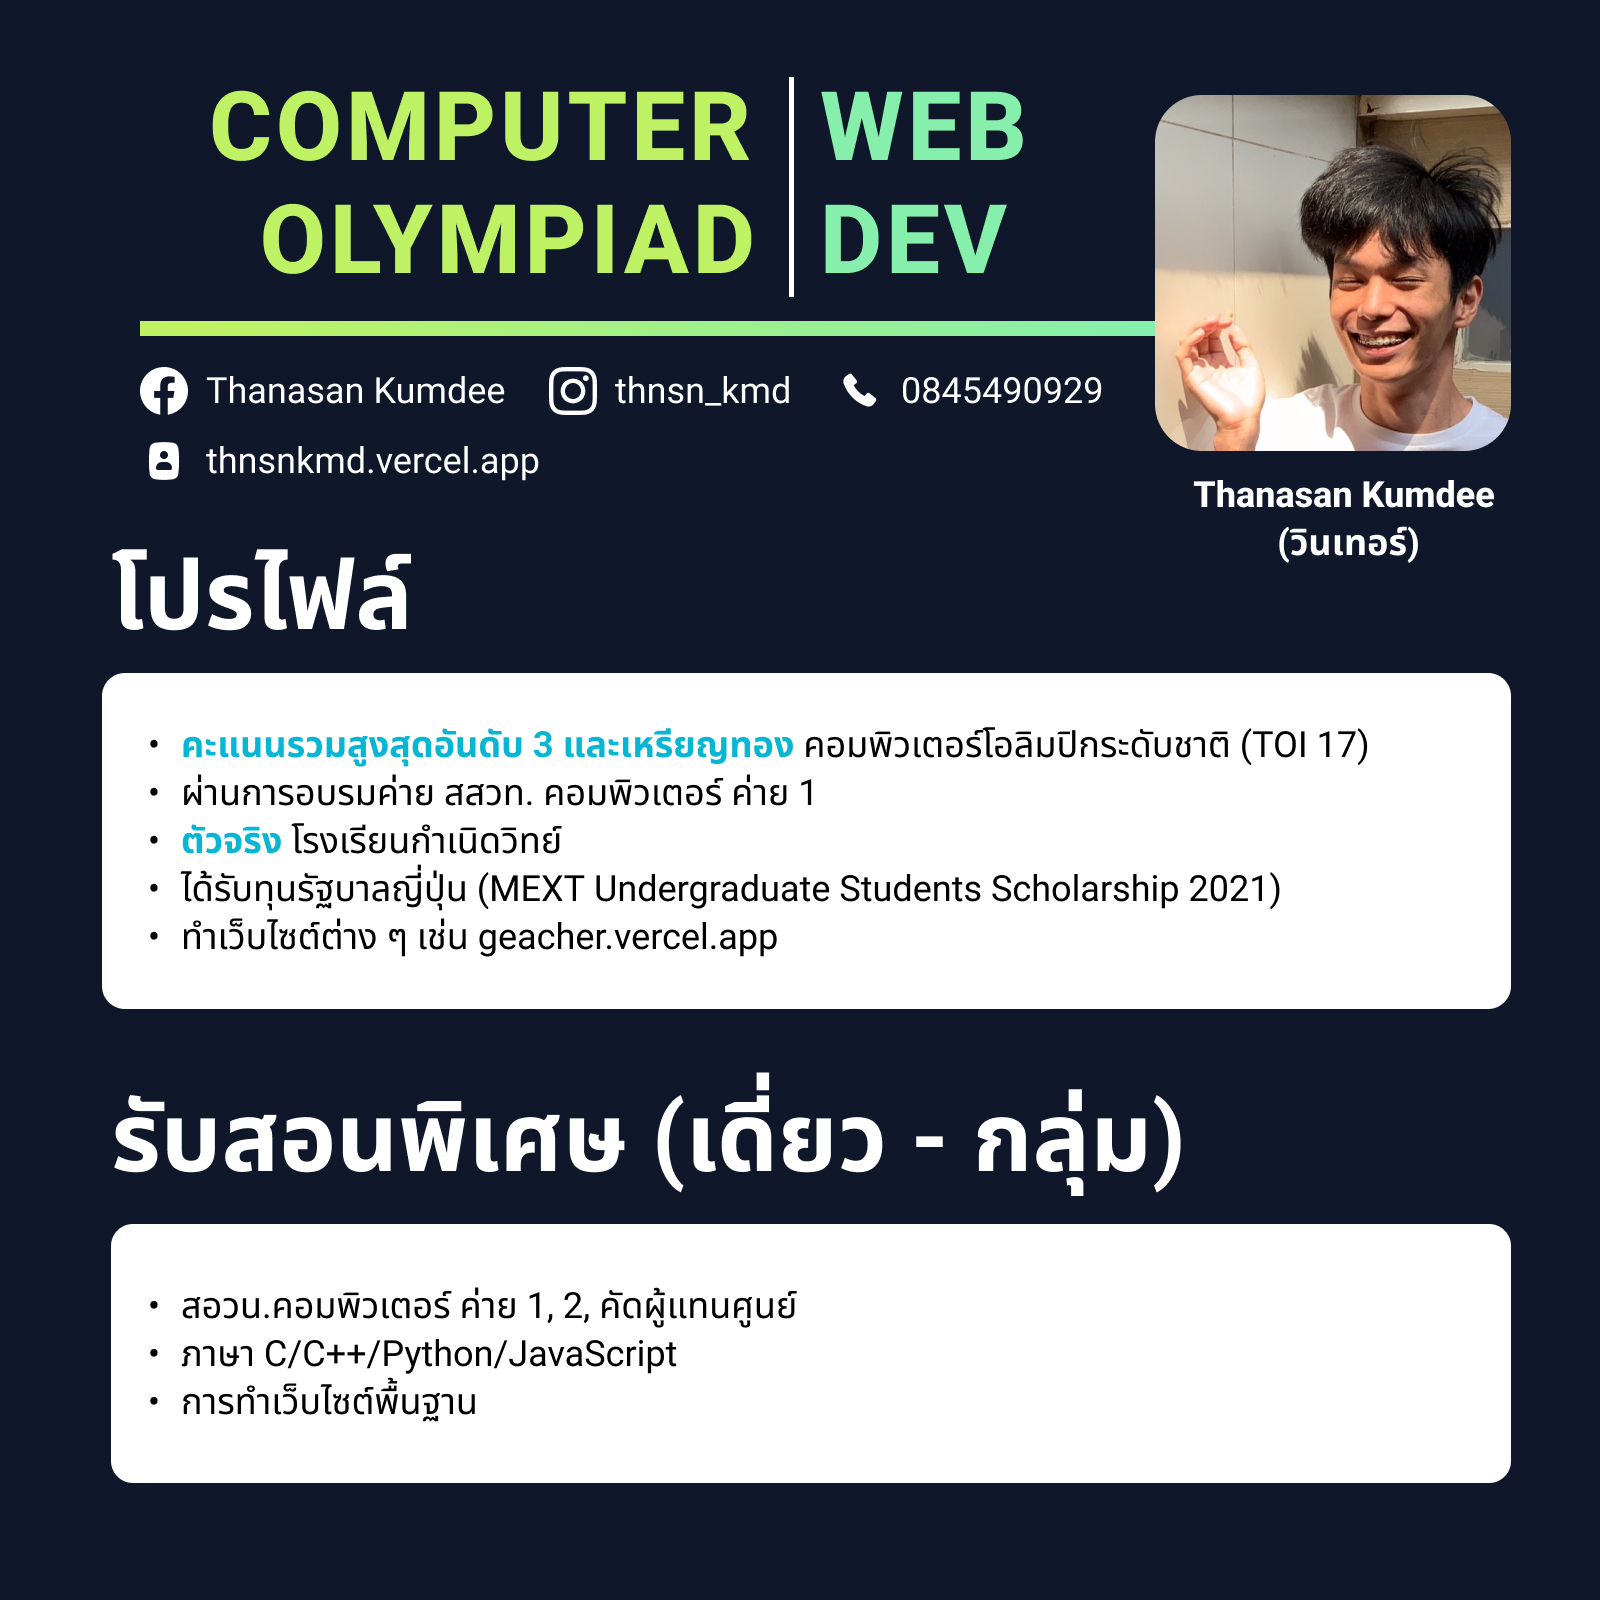 COMPUTER
OLYMPIAD
WEB
DEV
Thanasan Kumdee
thnsn_kmd
0845490929
thnsnkmd.vercel.app
Thanasan Kumdee
(วินเทอร์)
โปรไฟล์
• คะแนนรวมสูงสุดอันดับ 3 และเหรียญทอง คอมพิวเตอร์โอลิมปิกระดับชาติ (TOI 17)
• ผ่านการอบรมค่าย สสวท. คอมพิวเตอร์ ค่าย 1
• ตัวจริง โรงเรียนกำเนิดวิทย์
• ได้รับทุนรัฐบาลญี่ปุ่น (MEXT Undergraduate Students Scholarship 2021)
• ทำเว็บไซต์ต่าง ๆ เช่น geacher.vercel.app
รับสอนพิเศษ (เดี่ยว - กลุ่ม)
• สอวน.คอมพิวเตอร์ ค่าย 1, 2, คัดผู้แทนศูนย์
• ภาษา C/C++/Python/JavaScript
• การทำเว็บไซต์พื้นฐาน